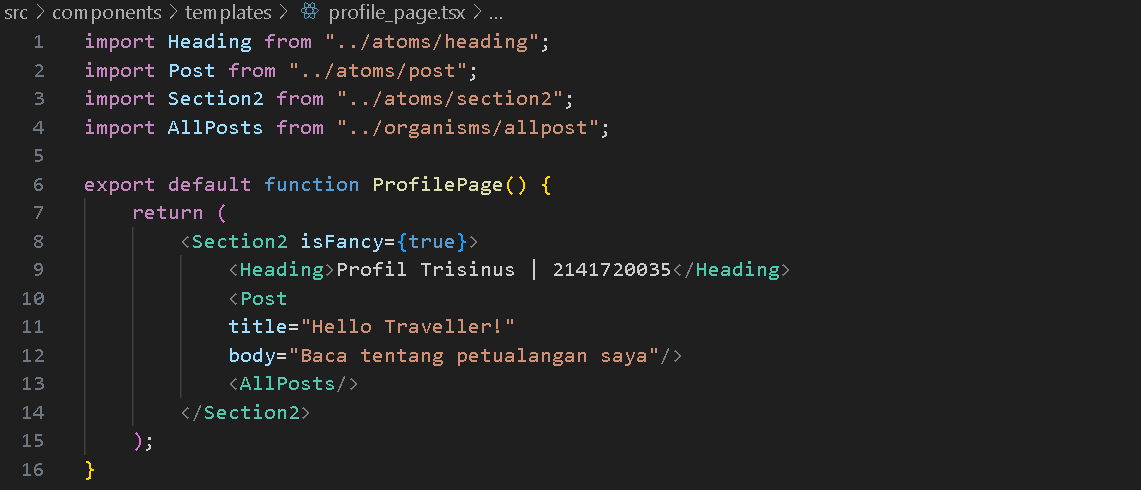 src > components > templates > profile_page.tsx > ...
1 import Heading from "../atoms/heading";
2 import Post from "../atoms/post";
3 import Section2 from "../atoms/section2";
4 import AllPosts from "../organisms/allpost";
5
6 export default function ProfilePage() {
7     return (
8         <Section2 isFancy={true}>
9             <Heading>Profil Trisinus | 2141720035</Heading>
10             <Post
11             title="Hello Traveller!"
12             body="Baca tentang petualangan saya"/>
13             <AllPosts/>
14         </Section2>
15     );
16 }